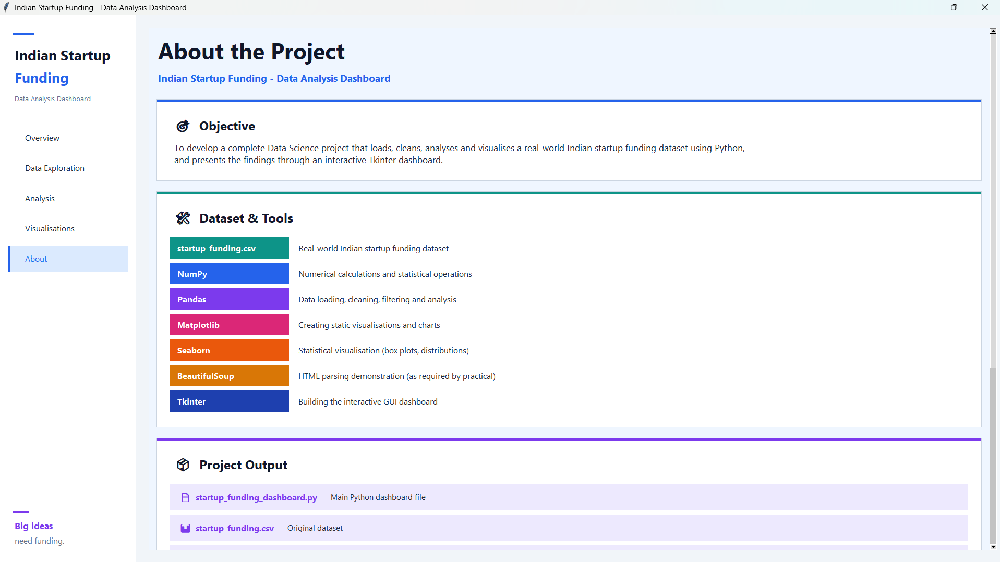 Indian Startup Funding - Data Analysis Dashboard
Indian Startup
Funding
Data Analysis Dashboard
Overview
Data Exploration
Analysis
Visualisations
About
Big ideas
need funding.
About the Project
Indian Startup Funding - Data Analysis Dashboard
Objective
To develop a complete Data Science project that loads, cleans, analyses and visualises a real-world Indian startup funding dataset using Python,
and presents the findings through an interactive Tkinter dashboard.
Dataset & Tools
startup_funding.csv Real-world Indian startup funding dataset
NumPy Numerical calculations and statistical operations
Pandas Data loading, cleaning, filtering and analysis
Matplotlib Creating static visualisations and charts
Seaborn Statistical visualisation (box plots, distributions)
BeautifulSoup HTML parsing demonstration (as required by practical)
Tkinter Building the interactive GUI dashboard
Project Output
startup_funding_dashboard.py Main Python dashboard file
startup_funding.csv Original dataset